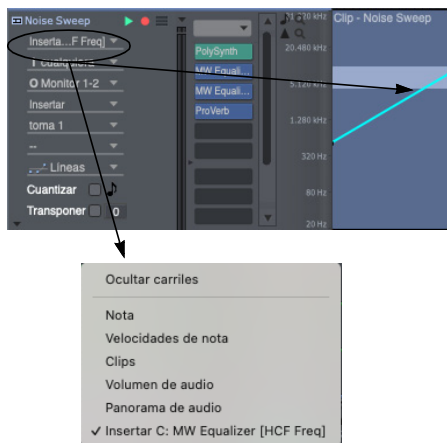 Noise Sweep
Inserta...F Freq]
T cualquiera
O Monitor 1-2
Insertar
toma 1
--
Líneas
Cuantizar
Transponer 0
PolySynth
MW Equali...
MW Equali...
ProVerb
20.480 kHz
5.120 kHz
1.280 kHz
320 Hz
80 Hz
20 Hz
Clip - Noise Sweep
Ocultar carriles
Nota
Velocidades de nota
Clips
Volumen de audio
Panorama de audio
✓ Insertar C: MW Equalizer [HCF Freq]